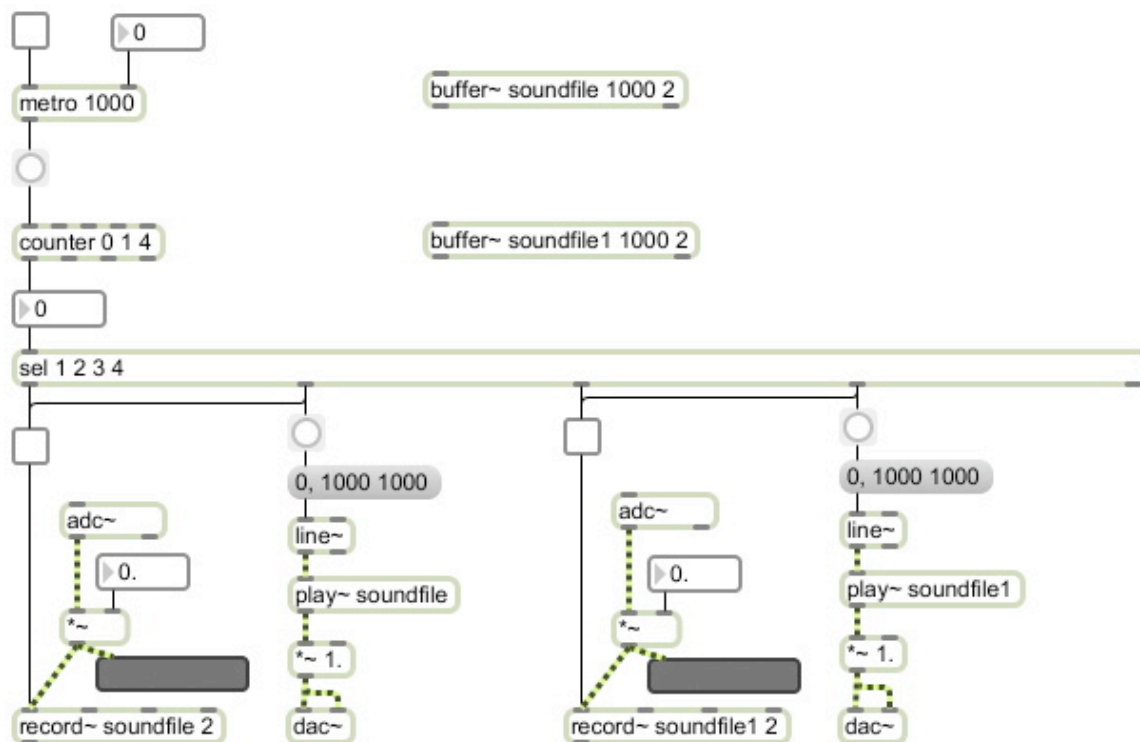 0
metro 1000
buffer~ soundfile 1000 2
counter 0 1 4
buffer~ soundfile1 1000 2
0
sel 1 2 3 4
0, 1000 1000
0, 1000 1000
adc~
adc~
line~
line~
0.
0.
play~ soundfile
play~ soundfile1
*~
*~
*~ 1.
*~ 1.
record~ soundfile 2
dac~
record~ soundfile1 2
dac~